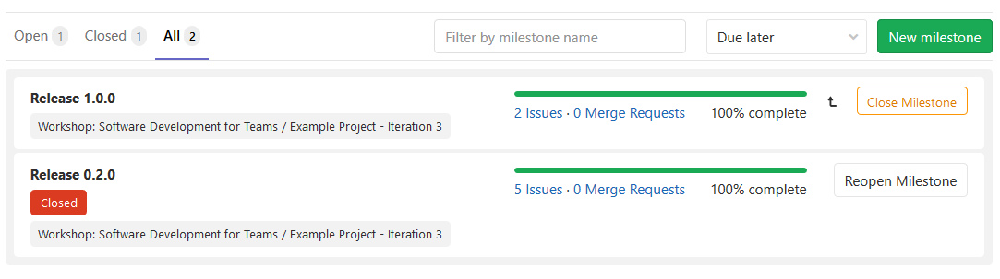 Open 1 Closed 1 All 2 Filter by milestone name Due later New milestone
Release 1.0.0
Workshop: Software Development for Teams / Example Project - Iteration 3
2 Issues · 0 Merge Requests 100% complete
Close Milestone
Release 0.2.0
Closed
Workshop: Software Development for Teams / Example Project - Iteration 3
5 Issues · 0 Merge Requests 100% complete
Reopen Milestone